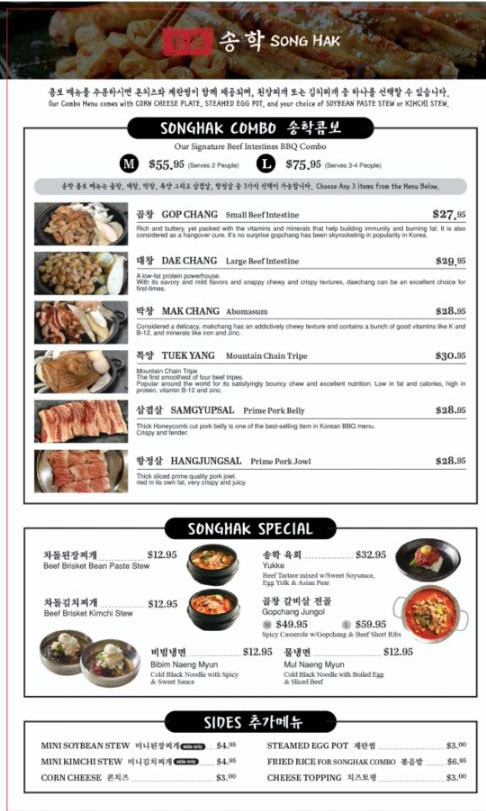 송학 SONG HAK
콤보 메뉴를 주문하시면 콘치즈와 계란찜이 함께 제공되며, 된장찌개 또는 김치찌개 중 하나를 선택할 수 있습니다.
Our Combo Menu comes with CORN CHEESE PLATE, STEAMED EGG POT, and your choice of SOYBEAN PASTE STEW or KIMCHI STEW.
SONGHAK COMBO 송학콤보
Our Signature Beef Intestines BBQ Combo
M $55.95 (Serves 2 People) L $75.95 (Serves 3-4 People)
송학 콤보 메뉴는 곱창, 대창, 막창, 특양 그리고 삼겹살, 항정살 중 3가지 선택이 가능합니다. Choose Any 3 items from the Menu Below.
곱창 GOP CHANG Small Beef Intestine $27.95
Rich and buttery, yet packed with the vitamins and minerals that help building immunity and burning fat. It is also
considered as a hangover cure. It's no surprise gopchang has been skyrocketing in popularity in Korea.
대창 DAE CHANG Large Beef Intestine $29.95
A low-fat protein powerhouse.
With its savory and mild flavors and snappy chewy and crispy textures, daechang can be an excellent choice for
first-timers.
막창 MAK CHANG Abomasum $28.95
Considered a delicacy, makchang has an addictively chewy texture and contains a bunch of good vitamins like K and
B-12, and minerals like iron and zinc.
특양 TUEK YANG Mountain Chain Tripe $30.95
Mountain Chain Tripe
The first smoothest of four beef tripes.
Popular around the world for its satisfyingly bouncy chew and excellent nutrition. Low in fat and calories, high in
protein, vitamin B-12 and zinc.
삼겹살 SAMGYUPSAL Prime Pork Belly $28.95
Thick Honeycomb cut pork belly is one of the best-selling item in Korean BBQ menu.
Crispy and tender.
항정살 HANGJUNGSAL Prime Pork Jowl $28.95
Thick sliced prime quality pork jowl.
ried in its own fat, very crispy and juicy.
SONGHAK SPECIAL
차돌된장찌개 $12.95
Beef Brisket Bean Paste Stew
차돌김치찌개 $12.95
Beef Brisket Kimchi Stew
송학 육회 $32.95
Yukke
Beef Tartare mixed w/Sweet Soysauce,
Egg Yolk & Asian Pear
곱창 갈비살 전골
Gopchang Jungol
M $49.95 L $59.95
Spicy Casserole w/Gopchang & Beef Short Ribs
비빔냉면 $12.95
Bibim Naeng Myun
Cold Black Noodle with Spicy
& Sweet Sauce
물냉면 $12.95
Mul Naeng Myun
Cold Black Noodle with Boiled Egg
& Sliced Beef
SIDES 추가메뉴
MINI SOYBEAN STEW 미니된장찌개 side only $4.95
MINI KIMCHI STEW 미니김치찌개 side only $4.95
CORN CHEESE 콘치즈 $3.00
STEAMED EGG POT 계란찜 $3.00
FRIED RICE FOR SONGHAK COMBO 볶음밥 $6.95
CHEESE TOPPING 치즈토핑 $3.00